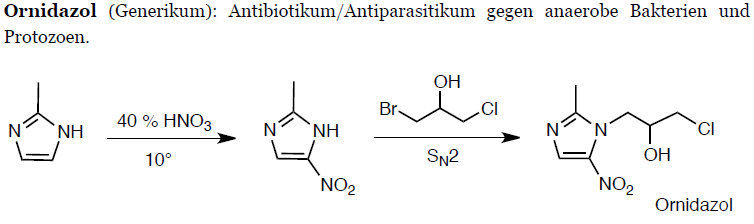 Ornidazol (Generikum): Antibiotikum/Antiparasitikum gegen anaerobe Bakterien und
Protozoen.
N NH
40 % HNO3
10°
N NH
NO2
OH
Br Cl
SN2
N N
Cl
OH
NO2
Ornidazol